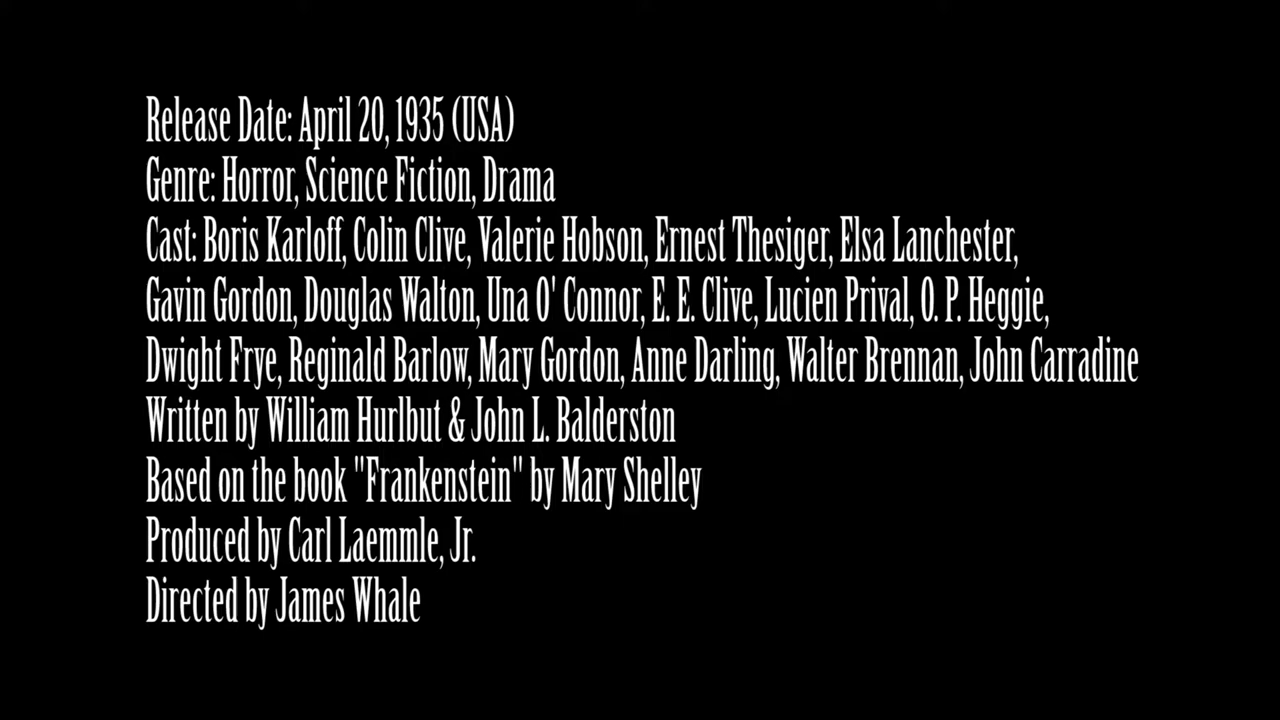 Release Date: April 20, 1935 (USA)
Genre: Horror, Science Fiction, Drama
Cast: Boris Karloff, Colin Clive, Valerie Hobson, Ernest Thesiger, Elsa Lanchester,
Gavin Gordon, Douglas Walton, Una O' Connor, E. E. Clive, Lucien Prival, O. P. Heggie,
Dwight Frye, Reginald Barlow, Mary Gordon, Anne Darling, Walter Brennan, John Carradine
Written by William Hurlbut & John L. Balderston
Based on the book "Frankenstein" by Mary Shelley
Produced by Carl Laemmle, Jr.
Directed by James Whale